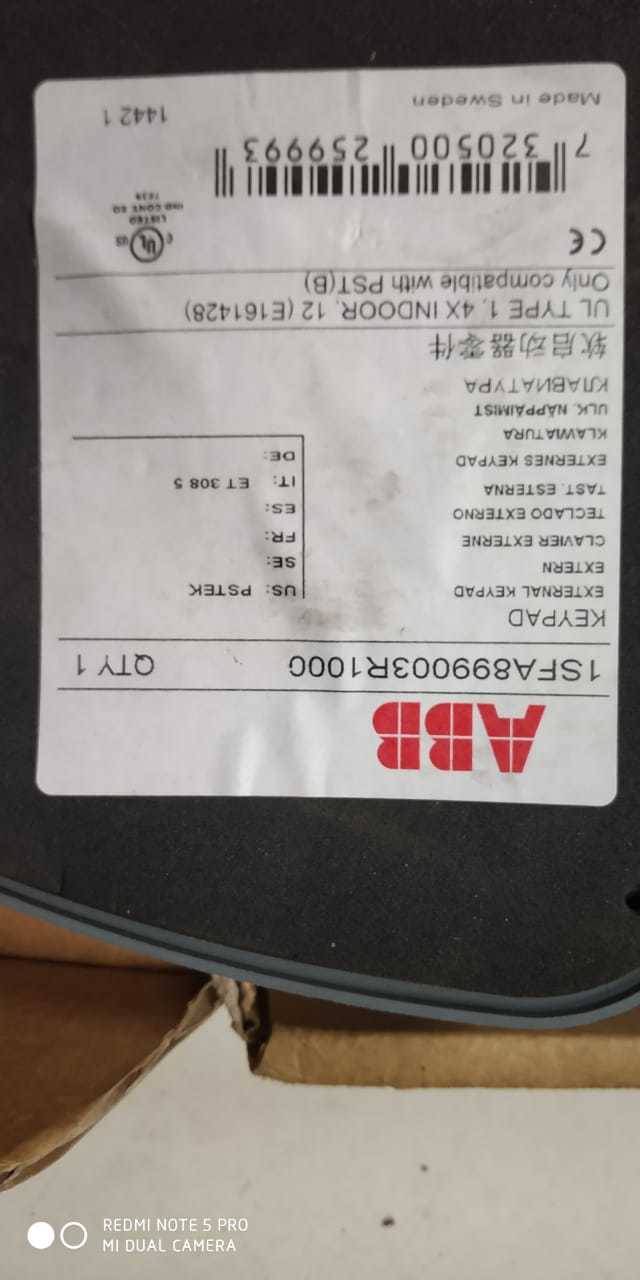 ABB
1SFA899003R1000 QTY 1
KEYPAD
EXTERNAL KEYPAD
EXTERN
CLAVIER EXTERNE
TECLADO EXTERNO
TAST. ESTERNA
EXTERNES KEYPAD
KLAWIATURA
ULK. NÄPPÄIMIST
КЛАВИАТУРА
软启动器零件
US: PSTEK
SE:
FR:
ES:
IT: ET 308 5
DE:
UL TYPE 1, 4X INDOOR, 12 (E161428)
Only compatible with PST(B)
CE
C UL US
LISTED
IND CONT EQ
7 320500 259993
Made in Sweden
1442 1
REDMI NOTE 5 PRO
MI DUAL CAMERA